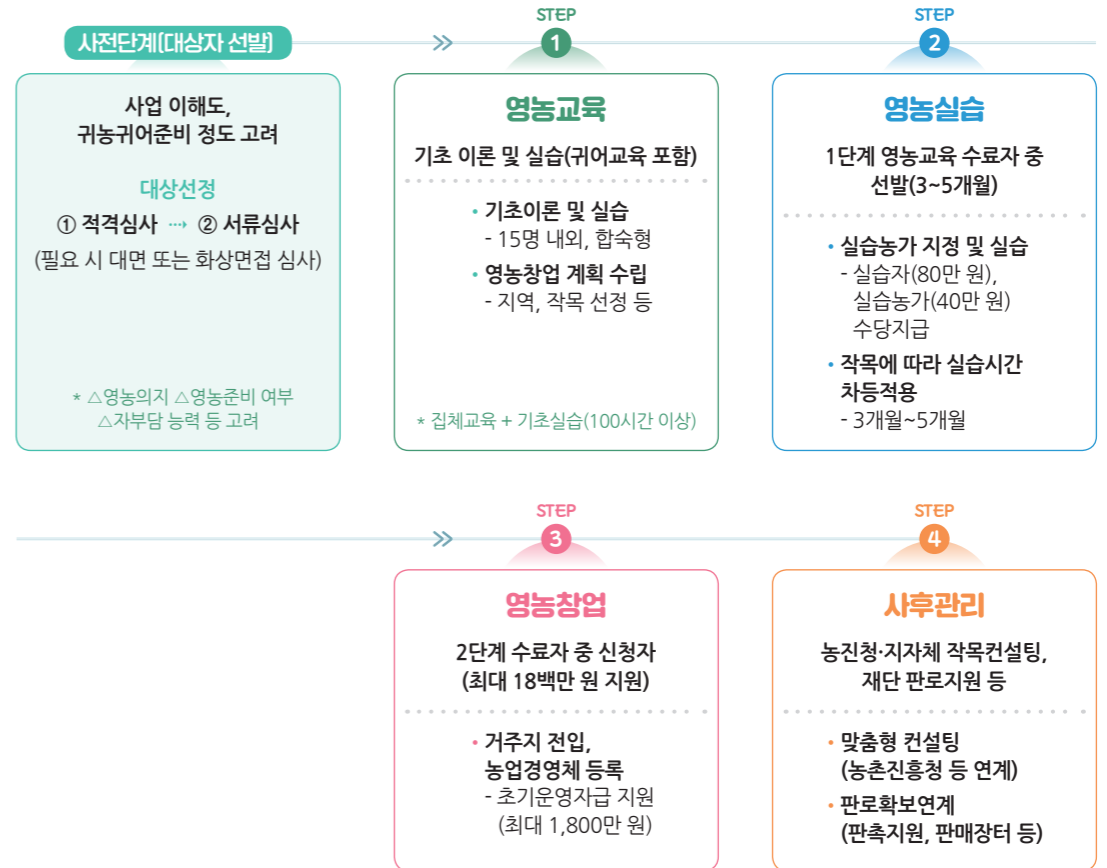 사전단계(대상자 선발)
사업 이해도,
귀농귀어준비 정도 고려
대상선정
① 적격심사 ⇢ ② 서류심사
(필요 시 대면 또는 화상면접 심사)
* △영농의지 △영농준비 여부
△자부담 능력 등 고려
STEP
1
영농교육
기초 이론 및 실습(귀어교육 포함)
• 기초이론 및 실습
- 15명 내외, 합숙형
• 영농창업 계획 수립
- 지역, 작목 선정 등
* 집체교육 + 기초실습(100시간 이상)
STEP
2
영농실습
1단계 영농교육 수료자 중
선발(3~5개월)
• 실습농가 지정 및 실습
- 실습자(80만 원),
실습농가(40만 원)
수당지급
• 작목에 따라 실습시간
차등적용
- 3개월~5개월
STEP
3
영농창업
2단계 수료자 중 신청자
(최대 18백만 원 지원)
• 거주지 전입,
농업경영체 등록
- 초기운영자급 지원
(최대 1,800만 원)
STEP
4
사후관리
농진청·지자체 작목컨설팅,
재단 판로지원 등
• 맞춤형 컨설팅
(농촌진흥청 등 연계)
• 판로확보연계
(판촉지원, 판매장터 등)